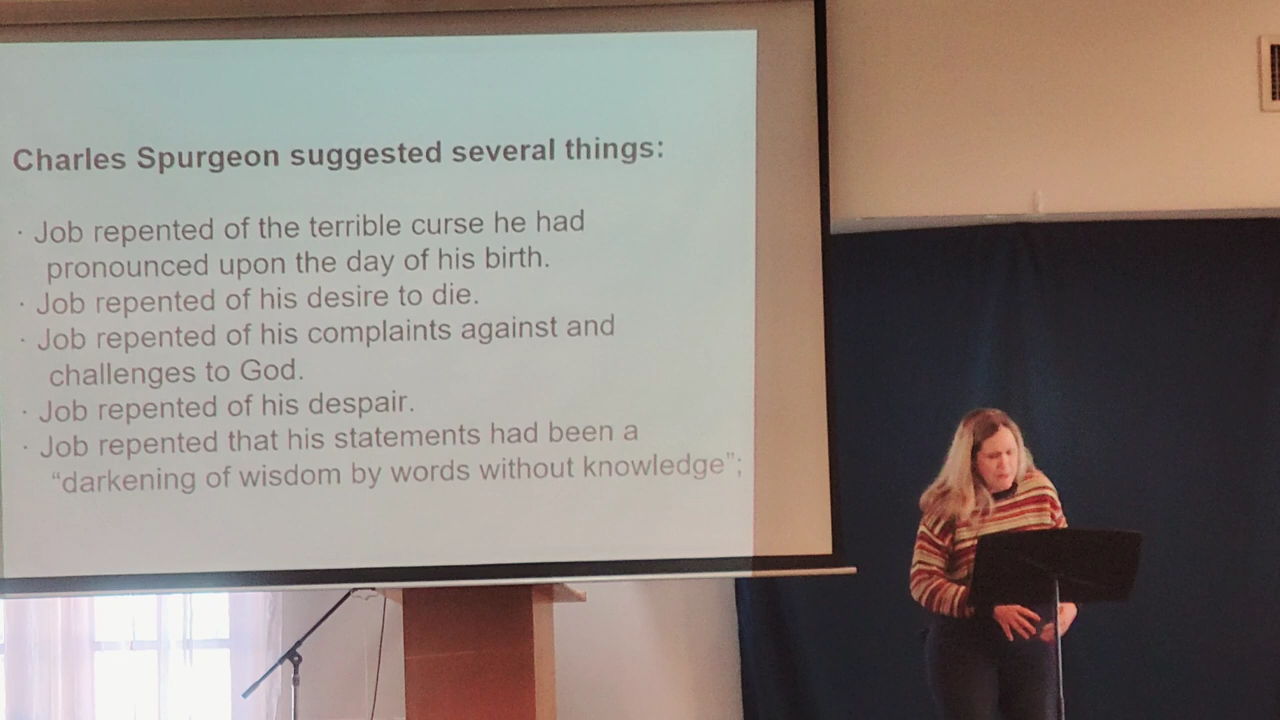 Charles Spurgeon suggested several things:
· Job repented of the terrible curse he had
pronounced upon the day of his birth.
· Job repented of his desire to die.
· Job repented of his complaints against and
challenges to God.
· Job repented of his despair.
· Job repented that his statements had been a
“darkening of wisdom by words without knowledge”;